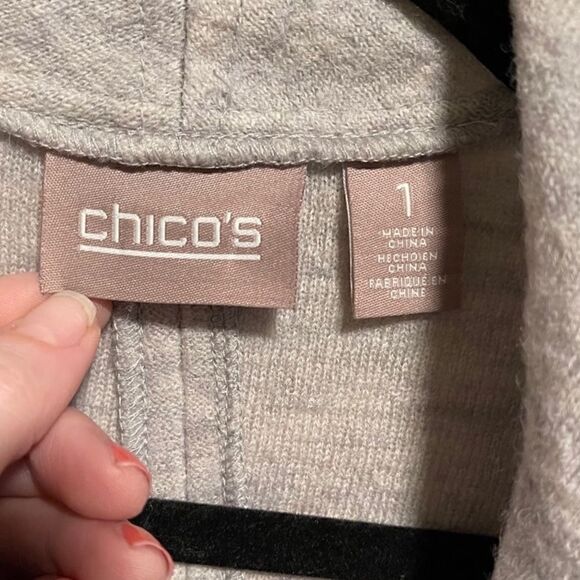 chico's
1
MADE IN
CHINA
HECHO EN
CHINA
FABRIQUÉ EN
CHINE